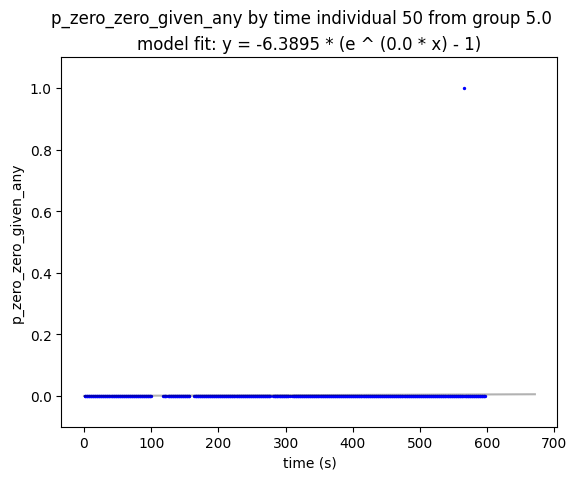 p_zero_zero_given_any by time individual 50 from group 5.0
model fit: y = -6.3895 * (e ^ (0.0 * x) - 1)
1.0
0.8
0.6
0.4
0.2
0.0
p_zero_zero_given_any
0 100 200 300 400 500 600 700
time (s)